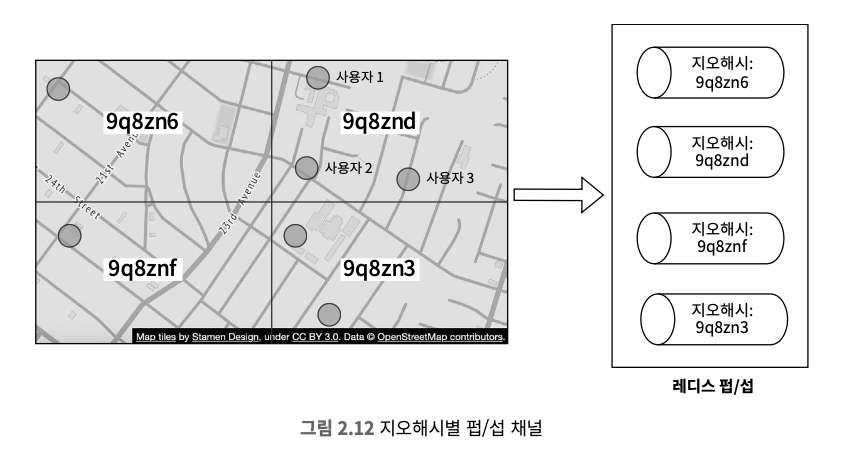 사용자 1
9q8zn6
9q8znd
21st Avenue
사용자 2
사용자 3
24th Street
23rd Avenue
9q8znf
9q8zn3
Map tiles by Stamen Design, under CC BY 3.0. Data © OpenStreetMap contributors.
지오해시:
9q8zn6
지오해시:
9q8znd
지오해시:
9q8znf
지오해시:
9q8zn3
레디스 펍/섭
그림 2.12 지오해시별 펍/섭 채널